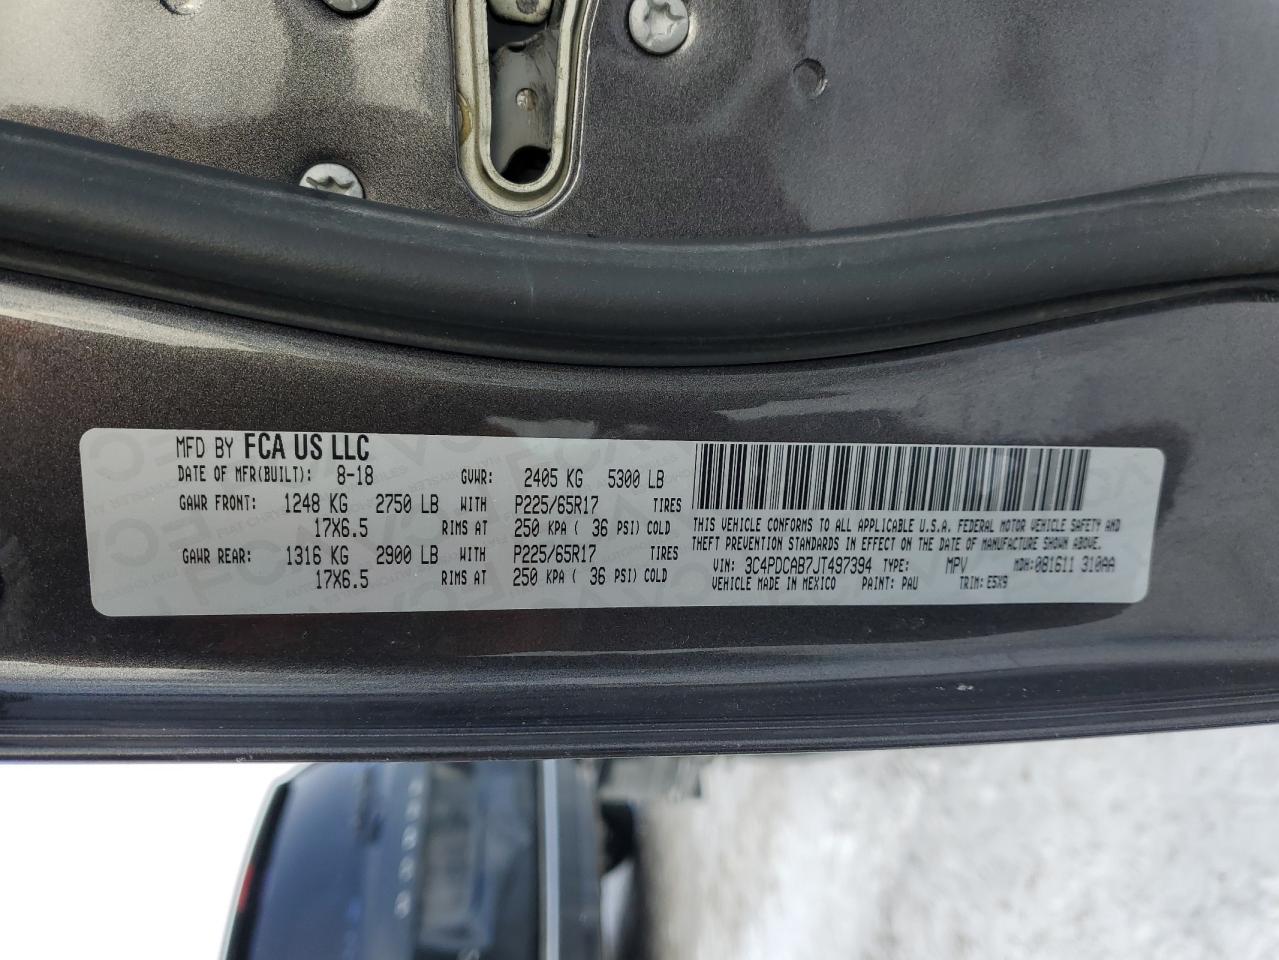 MFD BY FCA US LLC
DATE OF MFR(BUILT): 8-18 GVWR: 2405 KG 5300 LB
GAWR FRONT: 1248 KG 2750 LB WITH P225/65R17 TIRES
17X6.5 RIMS AT 250 KPA ( 36 PSI) COLD
GAWR REAR: 1316 KG 2900 LB WITH P225/65R17 TIRES
17X6.5 RIMS AT 250 KPA ( 36 PSI) COLD
THIS VEHICLE CONFORMS TO ALL APPLICABLE U.S.A. FEDERAL MOTOR VEHICLE SAFETY AND
THEFT PREVENTION STANDARDS IN EFFECT ON THE DATE OF MANUFACTURE SHOWN ABOVE.
VIN: 3C4PDCAB7JT497394 TYPE: MPV MDH: 081611 310AA
VEHICLE MADE IN MEXICO PAINT: PAU TRIM: E5X9